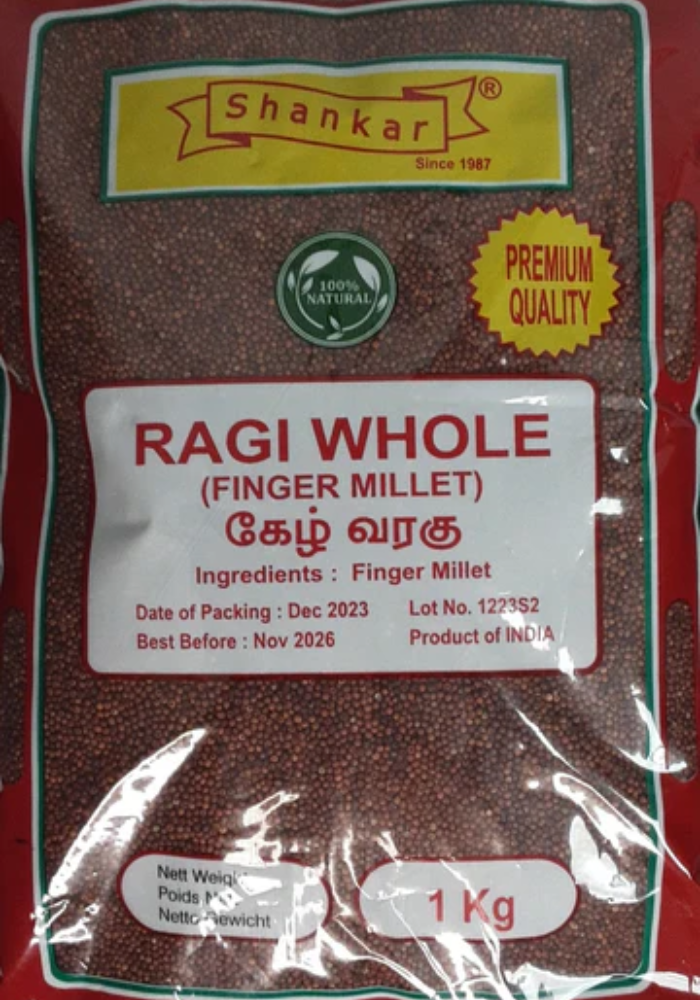 Shankar®
Since 1987
100%
NATURAL
PREMIUM
QUALITY
RAGI WHOLE
(FINGER MILLET)
கேழ் வரகு
Ingredients : Finger Millet
Date of Packing : Dec 2023 Lot No. 1223S2
Best Before : Nov 2026 Product of INDIA
Nett
Poids
Netto Gewicht
1 Kg